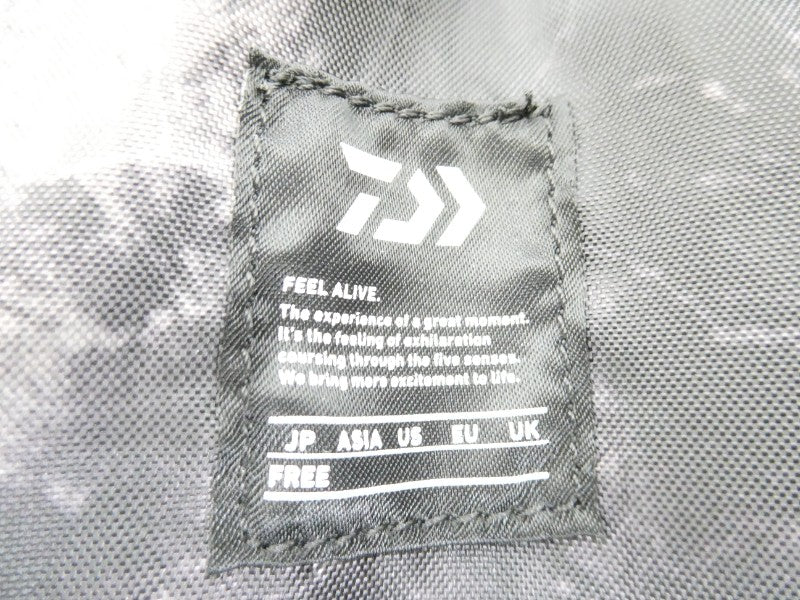 FEEL ALIVE.
The experience of a great moment.
It's the feeling of exhilaration
coursing through the five senses.
We bring more excitement to life.
JP ASIA US EU UK
FREE